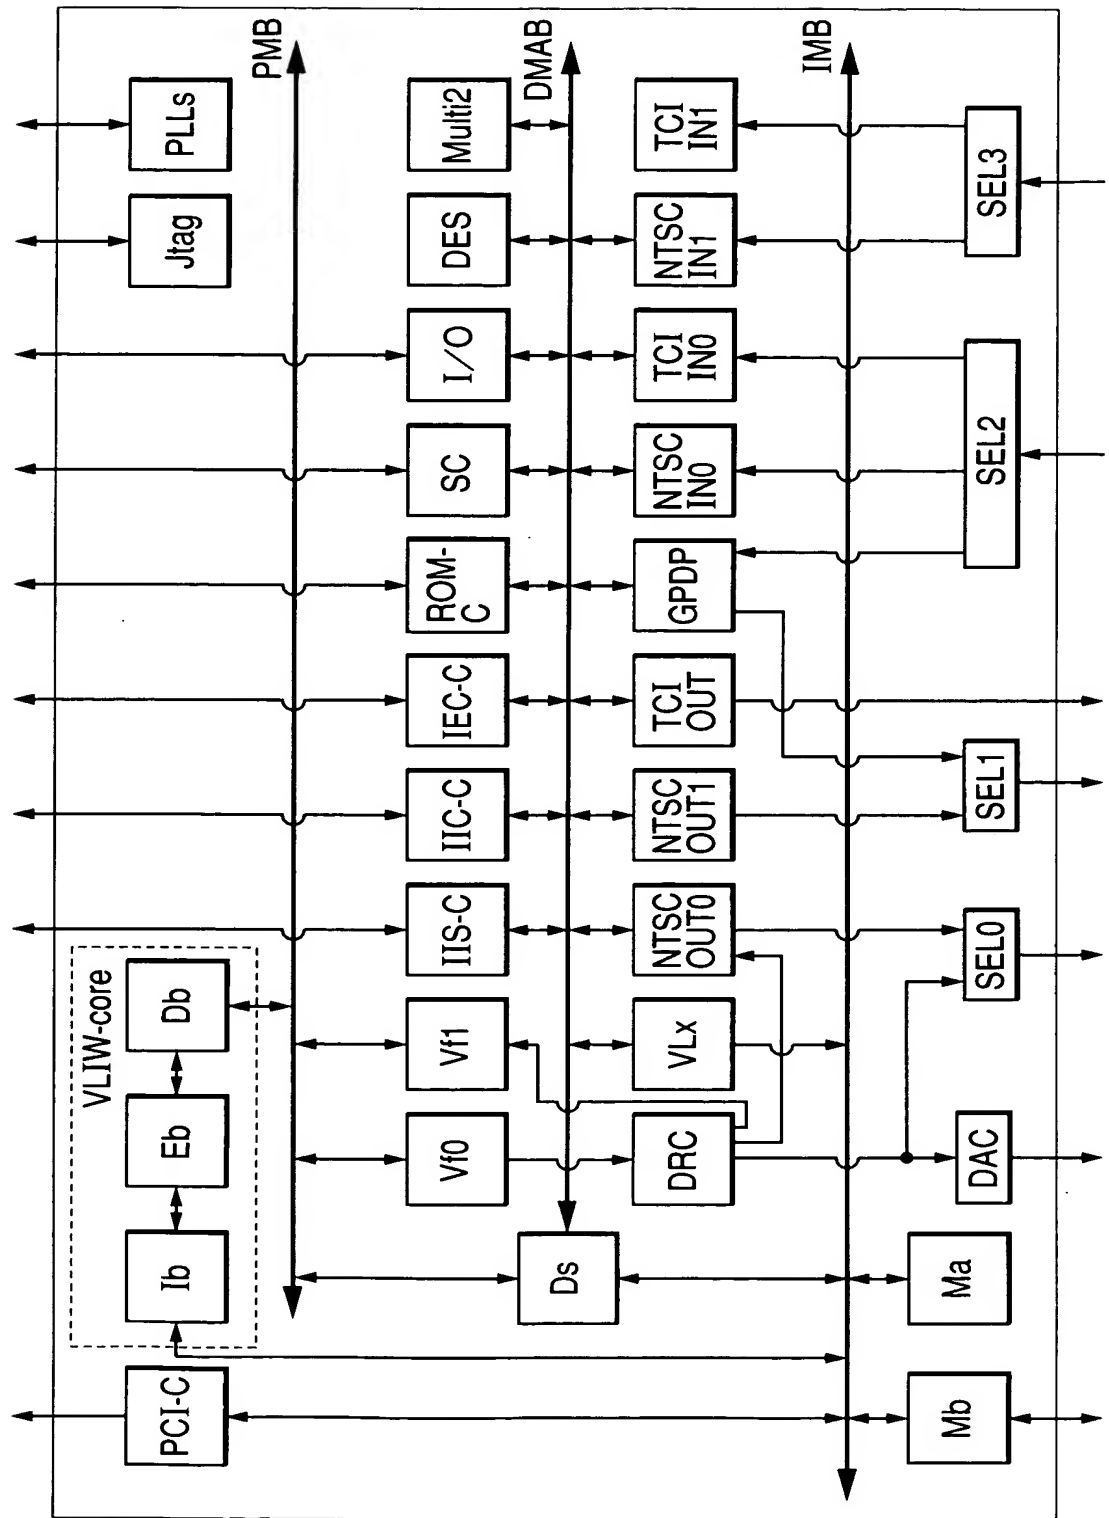 PCI-C
VLIW-core
Ib
Eb
Db
Jtag
PLLs
PMB
Vf0
Vf1
IIS-C
IIC-C
IEC-C
ROM-
C
SC
I/O
DES
Multi2
Ds
DMAB
DRC
VLx
NTSC
OUT0
NTSC
OUT1
TCI
OUT
GPDP
NTSC
IN0
TCI
IN0
NTSC
IN1
TCI
IN1
IMB
Mb
Ma
DAC
SEL0
SEL1
SEL2
SEL3